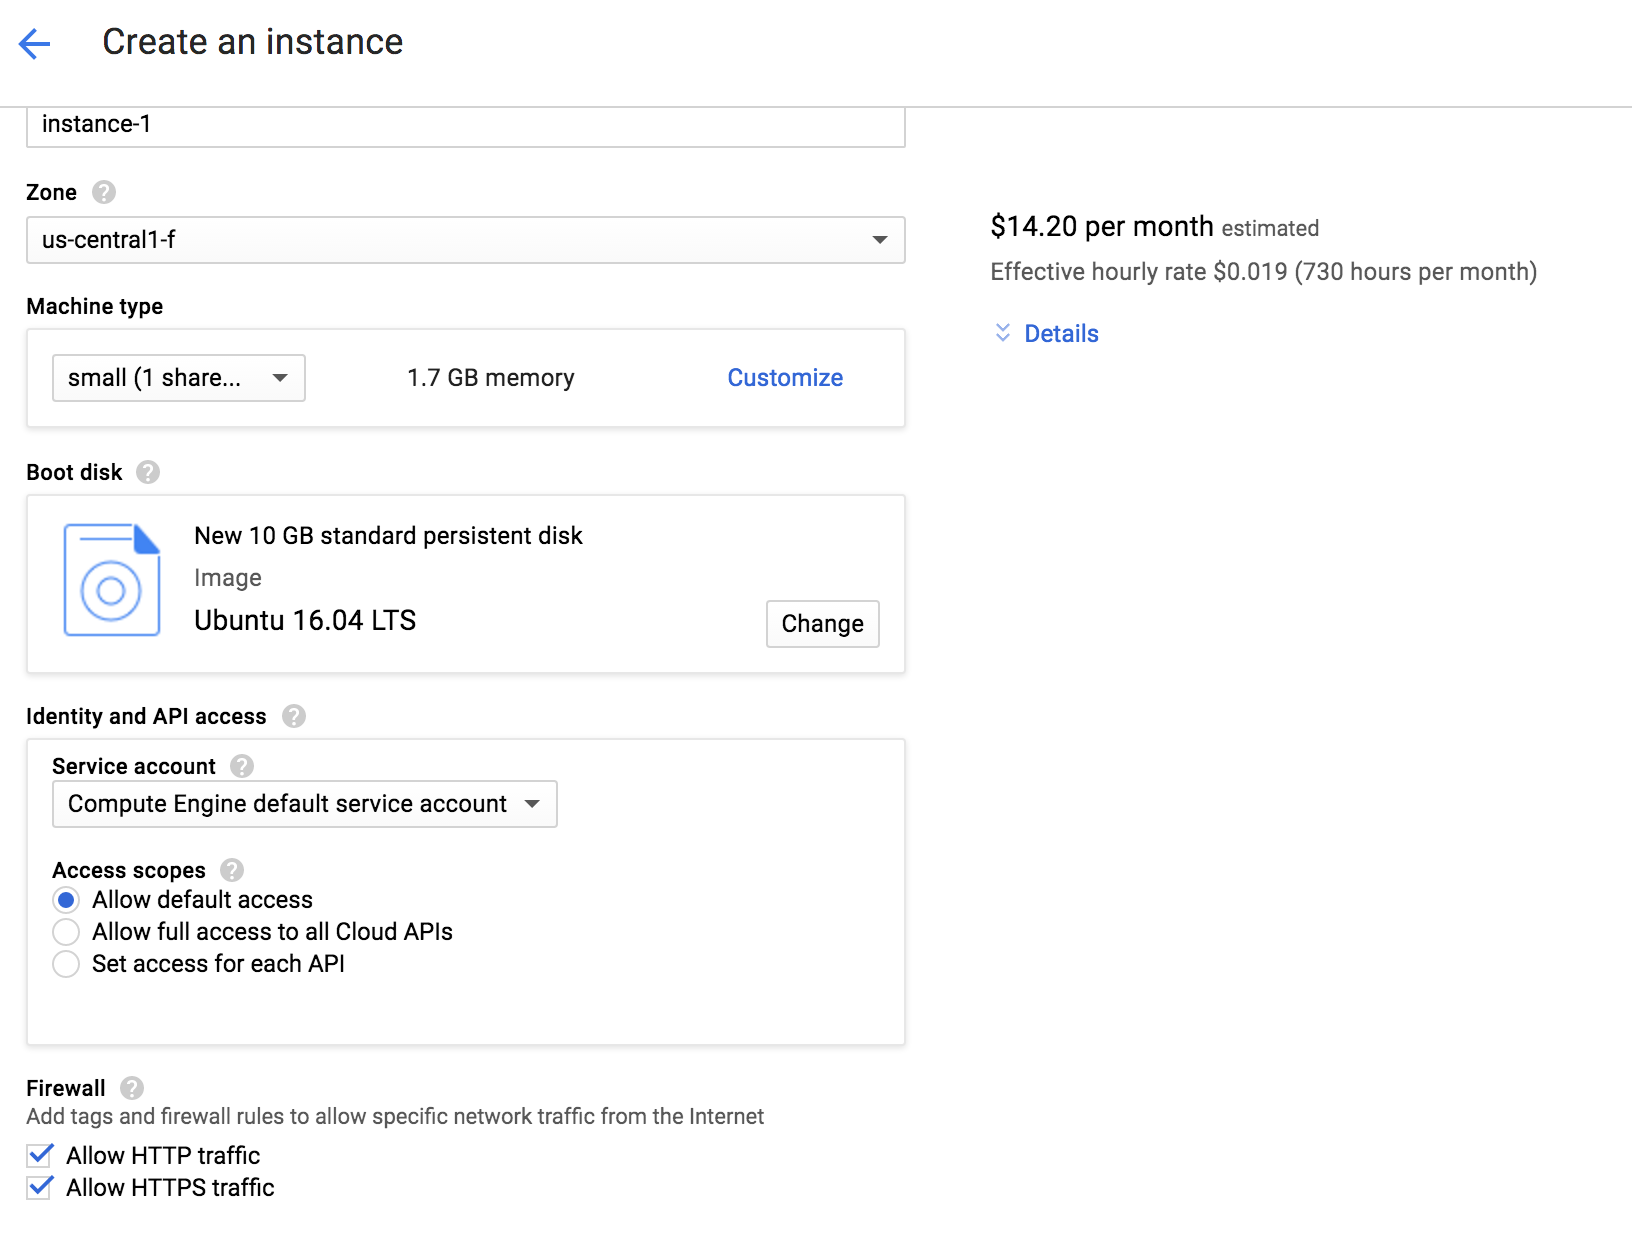 Create an instance
instance-1
Zone ?
us-central1-f
$14.20 per month estimated
Effective hourly rate $0.019 (730 hours per month)
Details
Machine type
small (1 share... 1.7 GB memory Customize
Boot disk ?
New 10 GB standard persistent disk
Image
Ubuntu 16.04 LTS
Change
Identity and API access ?
Service account ?
Compute Engine default service account
Access scopes ?
Allow default access
Allow full access to all Cloud APIs
Set access for each API
Firewall ?
Add tags and firewall rules to allow specific network traffic from the Internet
Allow HTTP traffic
Allow HTTPS traffic